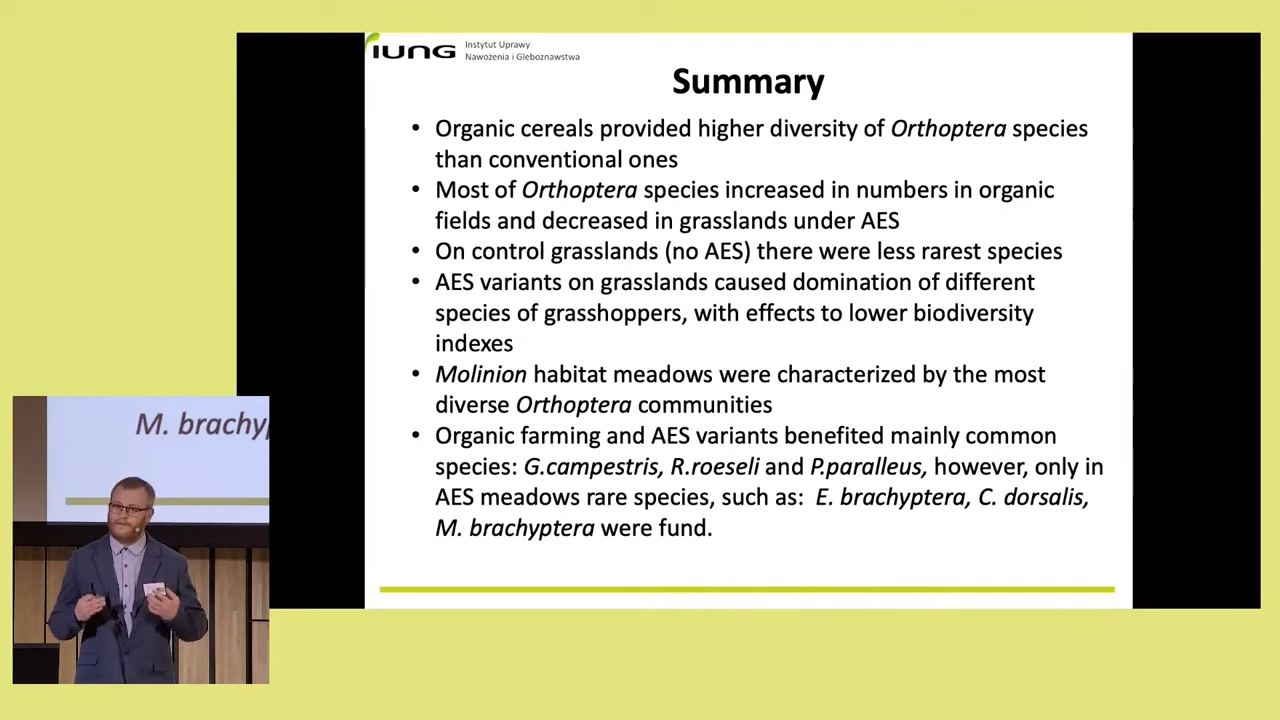 IUNG
Instytut Uprawy
Nawożenia i Gleboznawstwa
Summary
• Organic cereals provided higher diversity of Orthoptera species
than conventional ones
• Most of Orthoptera species increased in numbers in organic
fields and decreased in grasslands under AES
• On control grasslands (no AES) there were less rarest species
• AES variants on grasslands caused domination of different
species of grasshoppers, with effects to lower biodiversity
indexes
• Molinion habitat meadows were characterized by the most
diverse Orthoptera communities
• Organic farming and AES variants benefited mainly common
species: G.campestris, R.roeseli and P.paralleus, however, only in
AES meadows rare species, such as: E. brachyptera, C. dorsalis,
M. brachyptera were fund.
M. brachyp